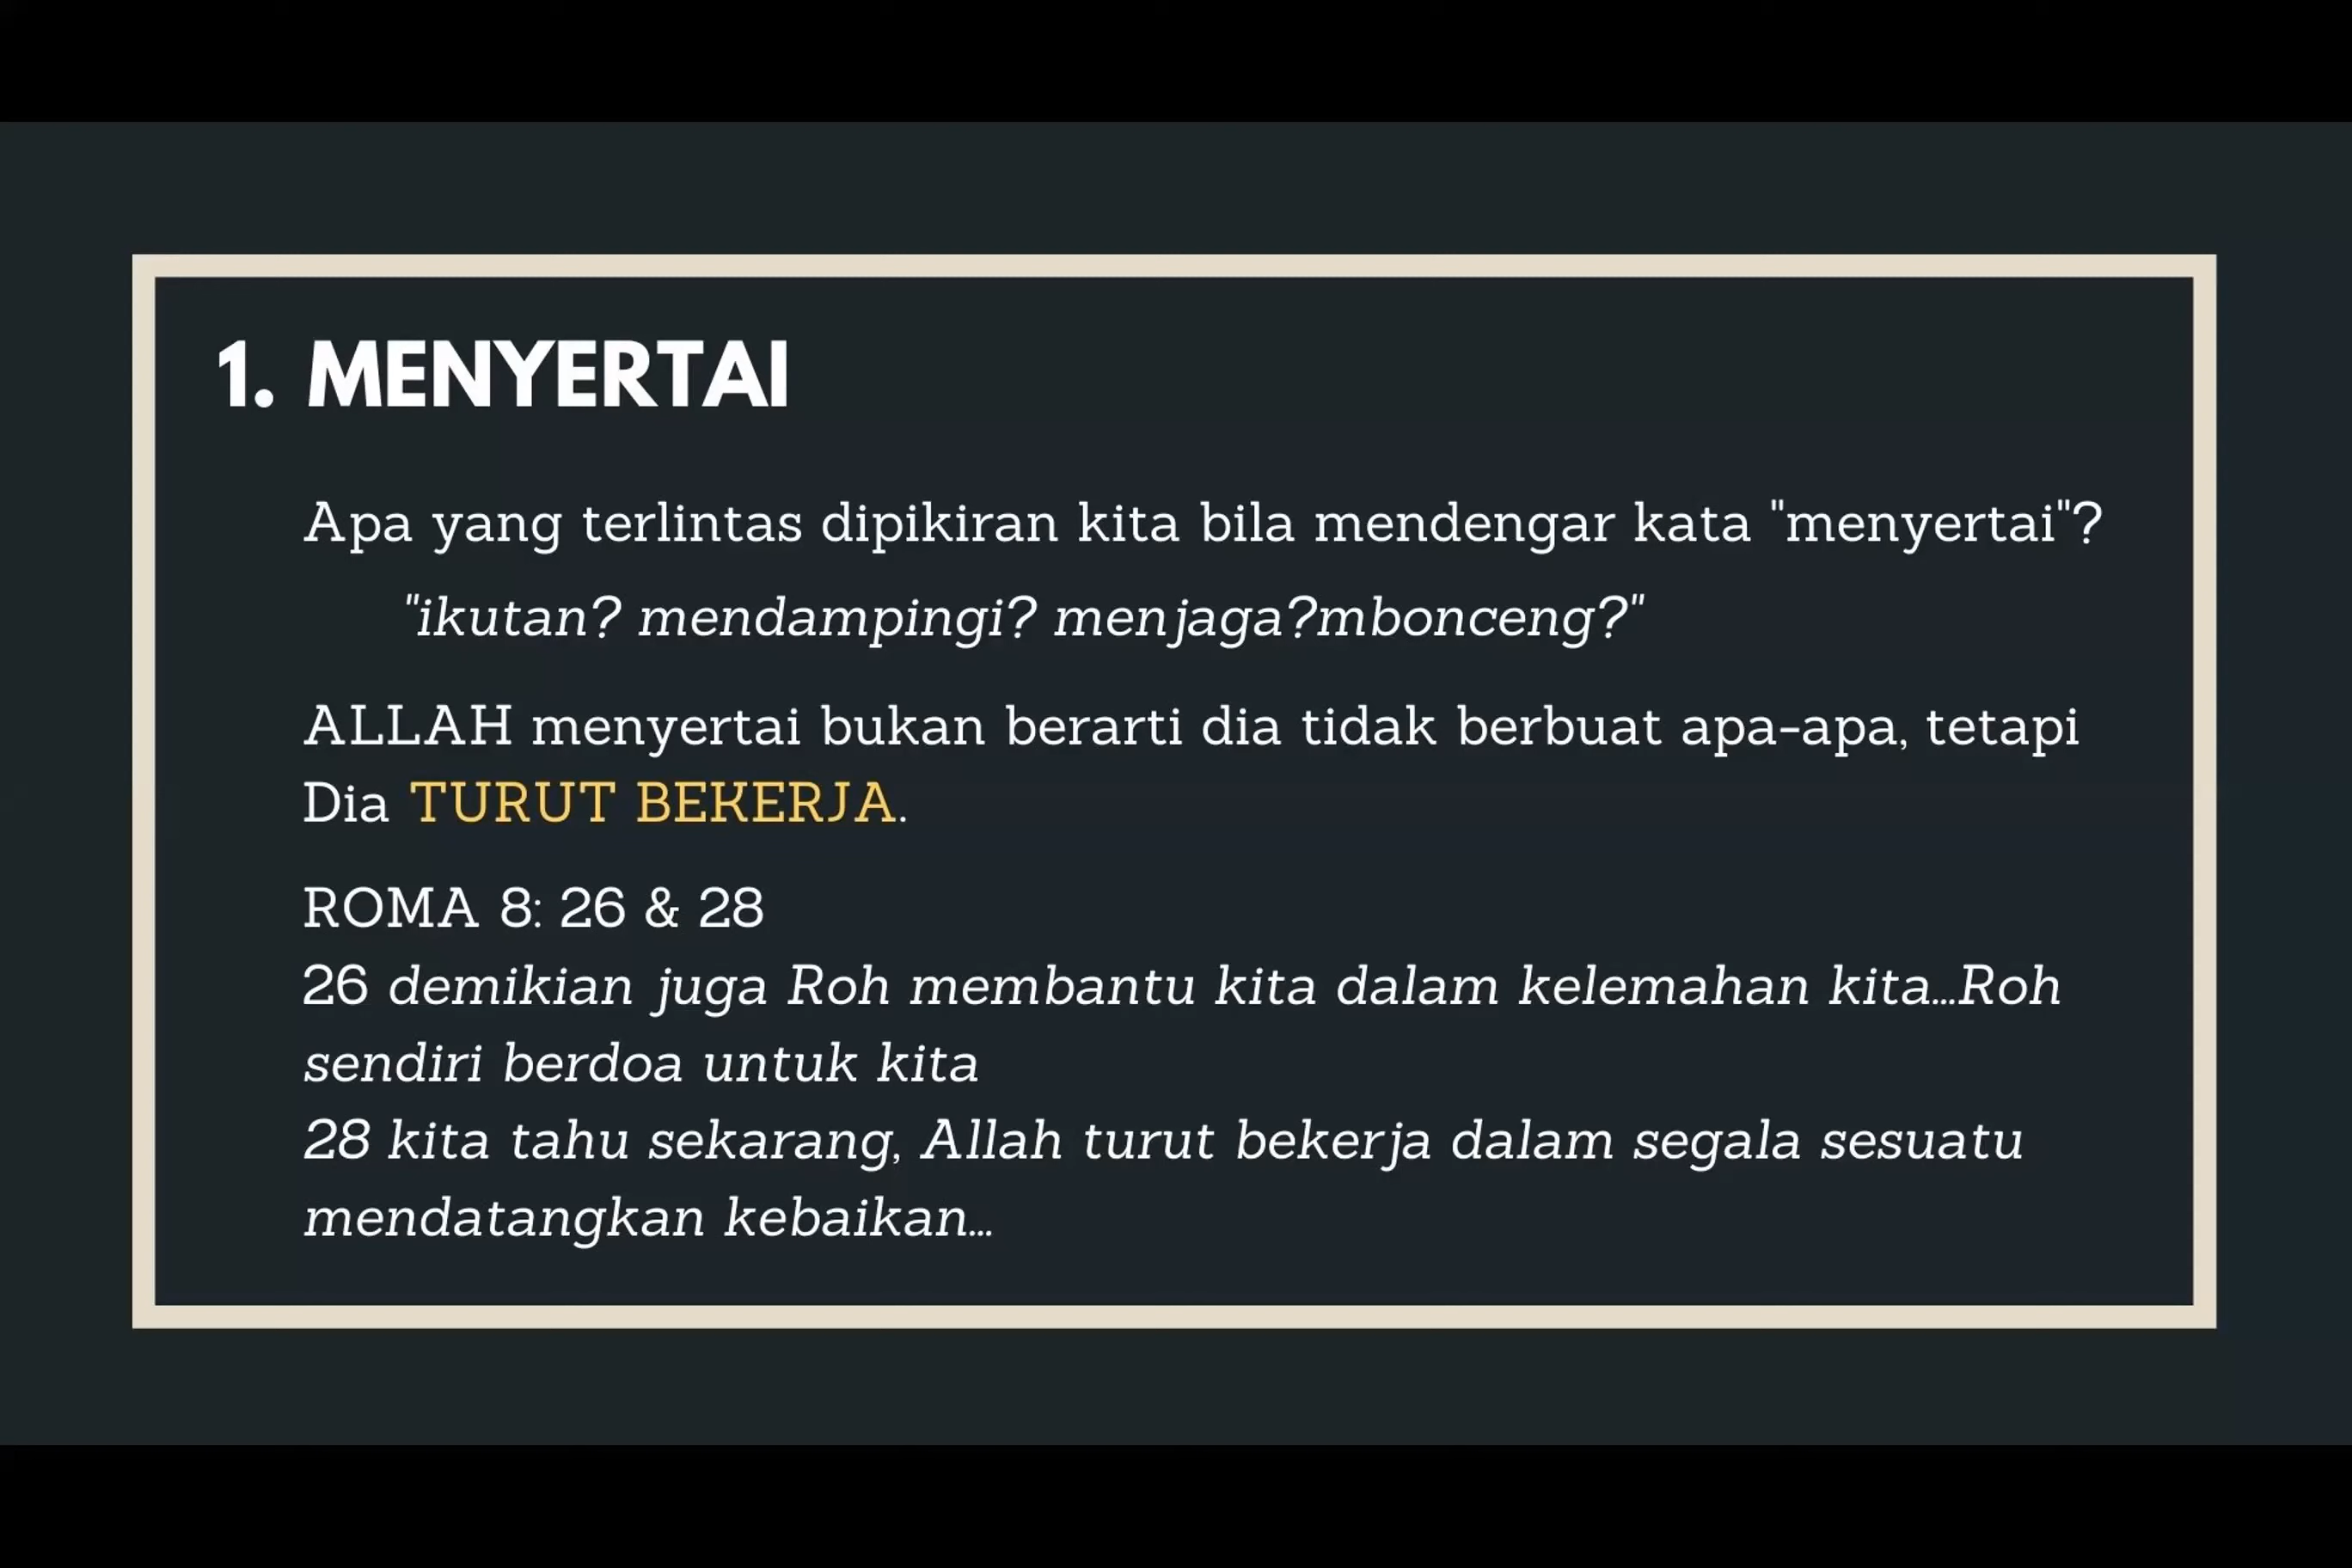 1. MENYERTAI
Apa yang terlintas dipikiran kita bila mendengar kata "menyertai"?
"ikutan? mendampingi? menjaga?mbonceng?"
ALLAH menyertai bukan berarti dia tidak berbuat apa-apa, tetapi
Dia TURUT BEKERJA.
ROMA 8: 26 & 28
26 demikian juga Roh membantu kita dalam kelemahan kita...Roh
sendiri berdoa untuk kita
28 kita tahu sekarang, Allah turut bekerja dalam segala sesuatu
mendatangkan kebaikan...